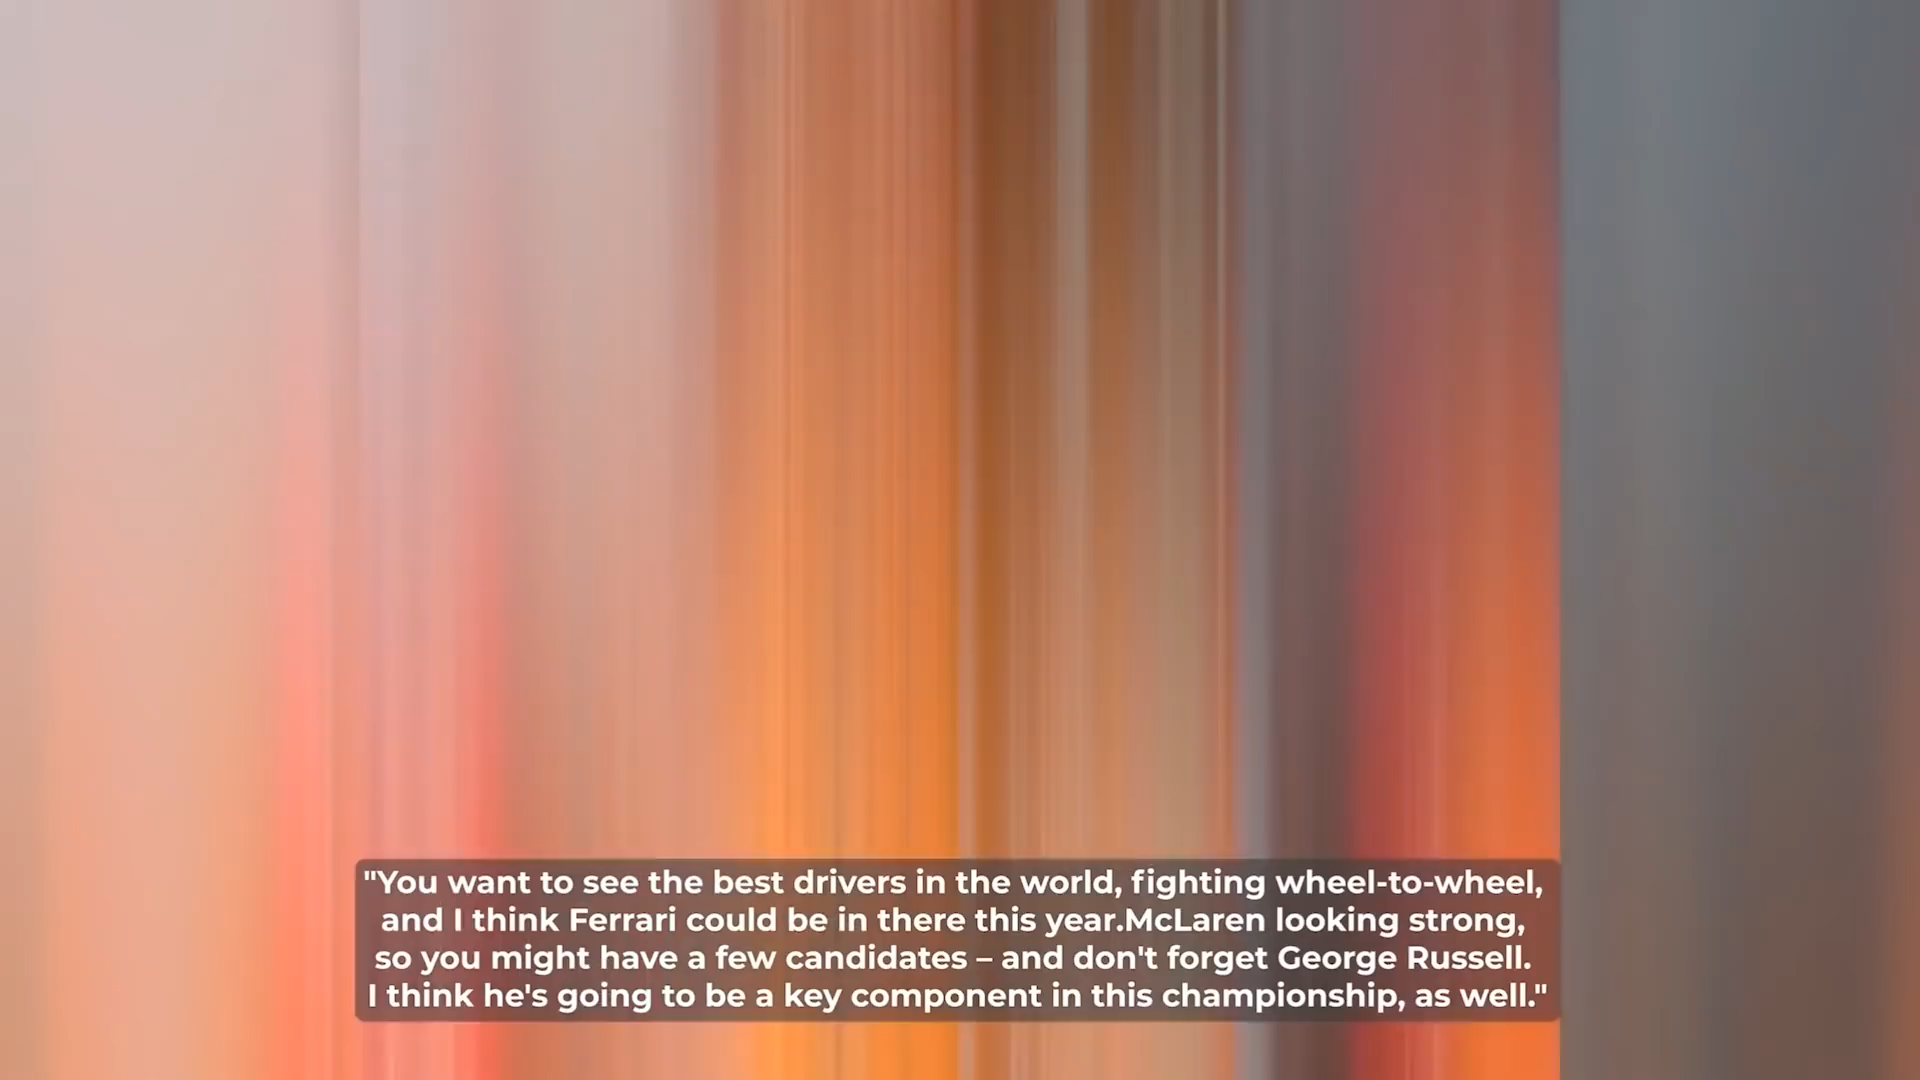 "You want to see the best drivers in the world, fighting wheel-to-wheel,
and I think Ferrari could be in there this year.McLaren looking strong,
so you might have a few candidates – and don't forget George Russell.
I think he's going to be a key component in this championship, as well."